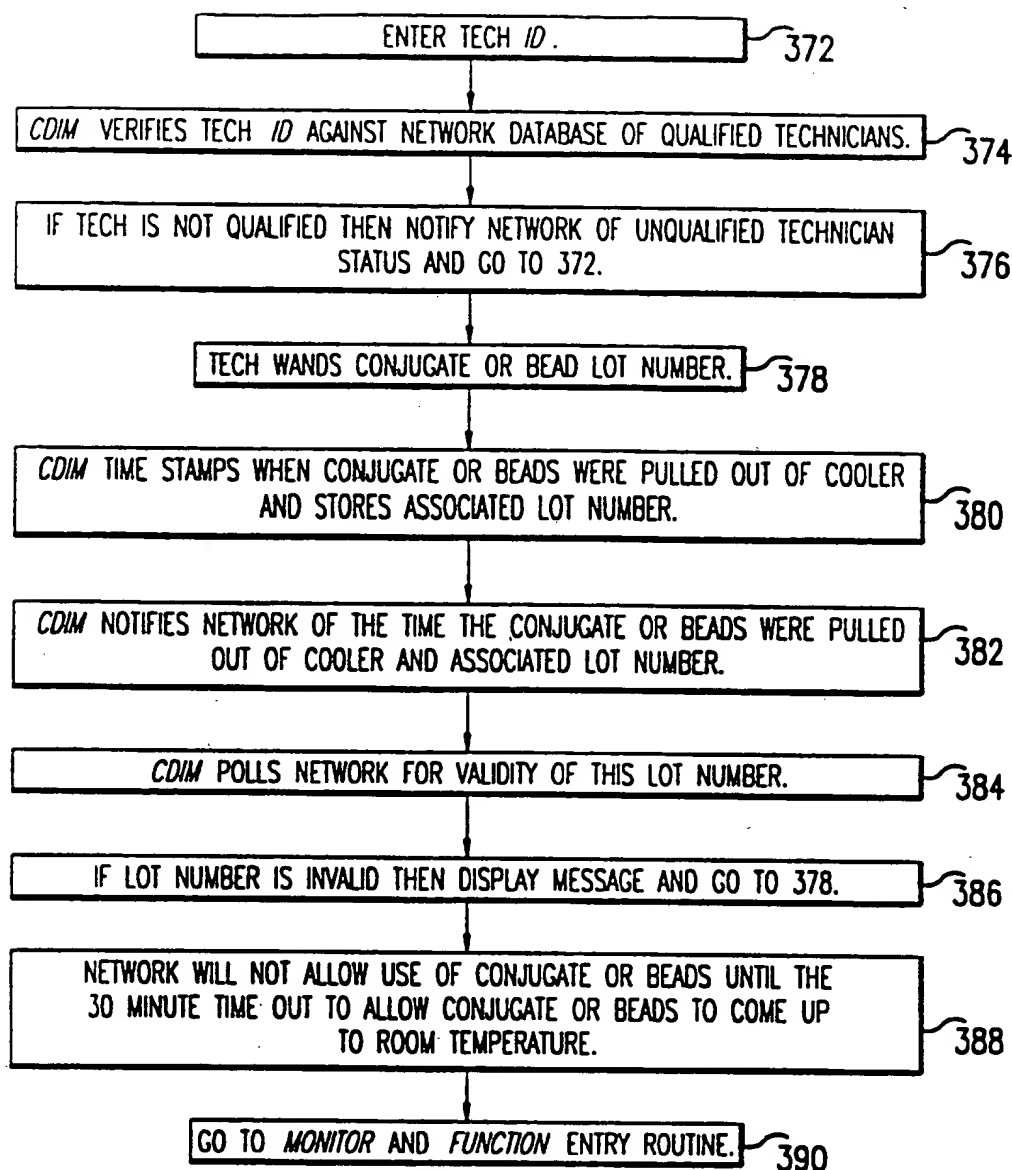 ENTER TECH ID.
372
CDIM VERIFIES TECH ID AGAINST NETWORK DATABASE OF QUALIFIED TECHNICIANS.
374
IF TECH IS NOT QUALIFIED THEN NOTIFY NETWORK OF UNQUALIFIED TECHNICIAN
STATUS AND GO TO 372.
376
TECH WANDS CONJUGATE OR BEAD LOT NUMBER.
378
CDIM TIME STAMPS WHEN CONJUGATE OR BEADS WERE PULLED OUT OF COOLER
AND STORES ASSOCIATED LOT NUMBER.
380
CDIM NOTIFIES NETWORK OF THE TIME THE CONJUGATE OR BEADS WERE PULLED
OUT OF COOLER AND ASSOCIATED LOT NUMBER.
382
CDIM POLLS NETWORK FOR VALIDITY OF THIS LOT NUMBER.
384
IF LOT NUMBER IS INVALID THEN DISPLAY MESSAGE AND GO TO 378.
386
NETWORK WILL NOT ALLOW USE OF CONJUGATE OR BEADS UNTIL THE
30 MINUTE TIME OUT TO ALLOW CONJUGATE OR BEADS TO COME UP
TO ROOM TEMPERATURE.
388
GO TO MONITOR AND FUNCTION ENTRY ROUTINE.
390